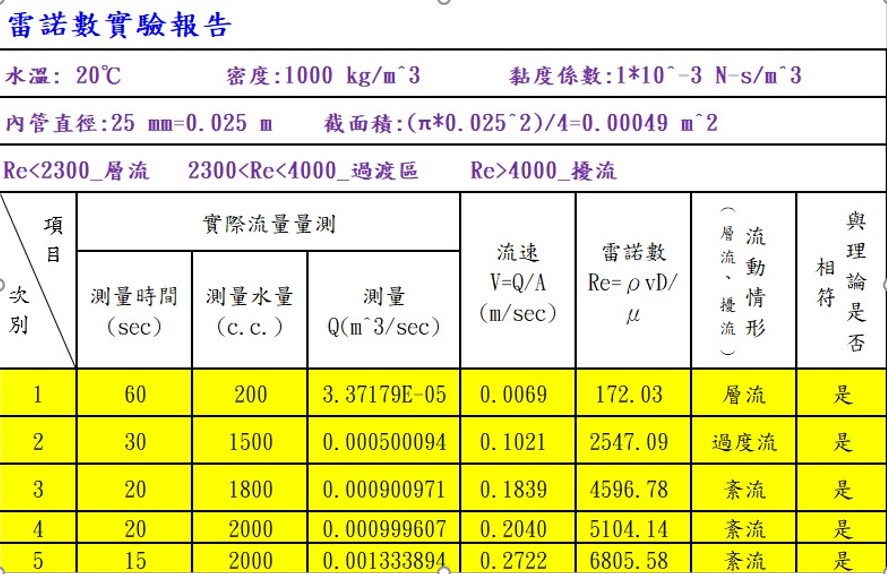 雷諾數實驗報告
水溫: 20℃ 密度:1000 kg/m^3 黏度係數:1*10^-3 N-s/m^3
內管直徑:25 mm=0.025 m 截面積:(π*0.025^2)/4=0.00049 m^2
Re<2300_層流 2300<Re<4000_過渡區 Re>4000_擾流
項目
次別
實際流量量測
測量時間
(sec)
測量水量
(c.c.)
測量
Q(m^3/sec)
流速
V=Q/A
(m/sec)
雷諾數
Re=ρvD/
μ
流動情形
(層流、擾流)
與理論是否
相符
1 60 200 3.37179E-05 0.0069 172.03 層流 是
2 30 1500 0.000500094 0.1021 2547.09 過度流 是
3 20 1800 0.000900971 0.1839 4596.78 紊流 是
4 20 2000 0.000999607 0.2040 5104.14 紊流 是
5 15 2000 0.001333894 0.2722 6805.58 紊流 是